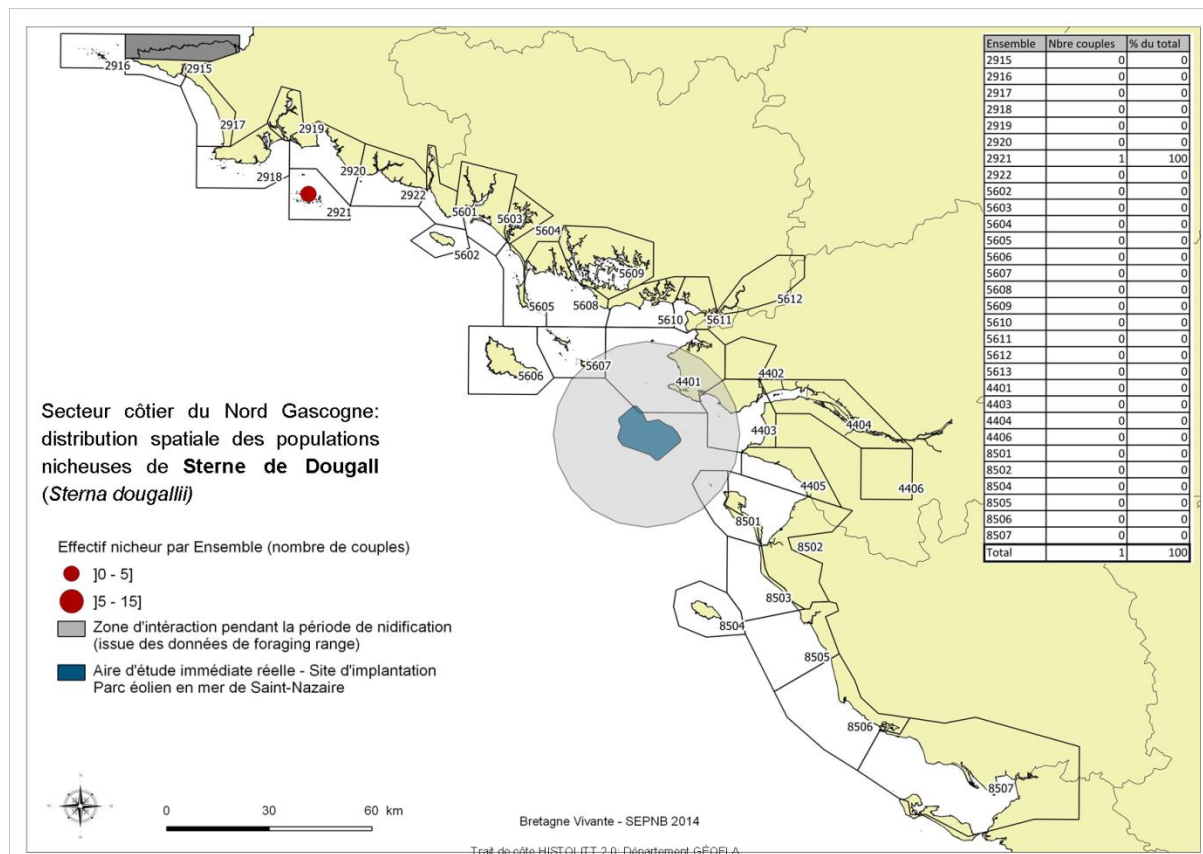 2916
2915
2917
2919
2918
2920
2921
2922
5601
5602
5603
5604
5605
5606
5607
5608
5609
5610
5611
5612
4401
4402
4403
4404
4405
4406
8501
8502
8503
8504
8505
8506
8507
Secteur côtier du Nord Gascogne:
distribution spatiale des populations
nicheuses de Sterne de Dougall
(Sterna dougallii)
Effectif nicheur par Ensemble (nombre de couples)
]0 - 5]
]5 - 15]
Zone d'intéraction pendant la période de nidification
(issue des données de foraging range)
Aire d'étude immédiate réelle - Site d'implantation
Parc éolien en mer de Saint-Nazaire
0 30 60 km
Bretagne Vivante - SEPNB 2014
Trait de côte HISTOLITT 2.0; Département GÉOFLA
Ensemble Nbre couples % du total
2915 0 0
2916 0 0
2917 0 0
2918 0 0
2919 0 0
2920 0 0
2921 1 100
2922 0 0
5602 0 0
5603 0 0
5604 0 0
5605 0 0
5606 0 0
5607 0 0
5608 0 0
5609 0 0
5610 0 0
5611 0 0
5612 0 0
5613 0 0
4401 0 0
4403 0 0
4404 0 0
4406 0 0
8501 0 0
8502 0 0
8504 0 0
8505 0 0
8506 0 0
8507 0 0
Total 1 100